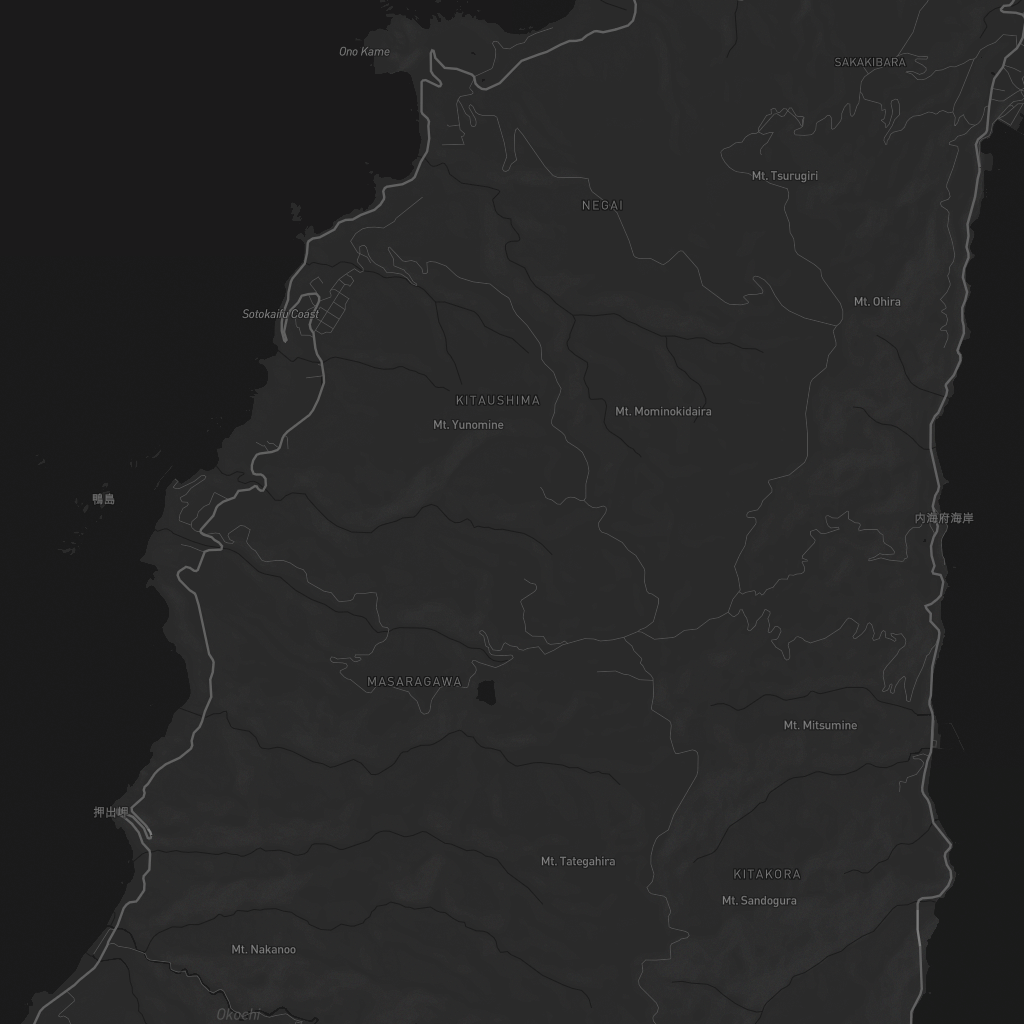 Ono Kame
SAKAKIBARA
Mt. Tsurugiri
NEGAI
Mt. Ohira
Sotokaifu Coast
KITAUSHIMA
Mt. Mominokidaira
Mt. Yunomine
鴨島
内海府海岸
MASARAGAWA
Mt. Mitsumine
押出岬
Mt. Tategahira
KITAKORA
Mt. Sandogura
Mt. Nakanoo
Okoehi